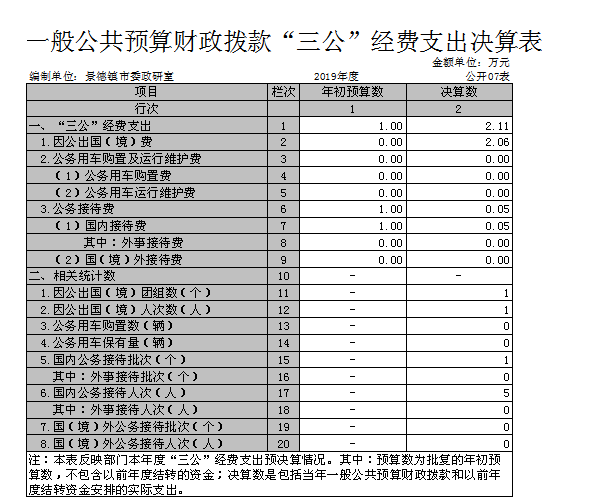 一般公共预算财政拨款“三公”经费支出决算表
金额单位：万元
编制单位：景德镇市委政研室 2019年度 公开07表
项目 栏次 年初预算数 决算数
行次 1 2
一、“三公”经费支出 1 1.00 2.11
1.因公出国（境）费 2 0.00 2.06
2.公务用车购置及运行维护费 3 0.00 0.00
（1）公务用车购置费 4 0.00 0.00
（2）公务用车运行维护费 5 0.00 0.00
3.公务接待费 6 1.00 0.05
（1）国内接待费 7 1.00 0.05
其中：外事接待费 8 0.00 0.00
（2）国（境）外接待费 9 0.00 0.00
二、相关统计数 10 - -
1.因公出国（境）团组数（个） 11 - 1
2.因公出国（境）人次数（人） 12 - 1
3.公务用车购置数（辆） 13 - 0
4.公务用车保有量（辆） 14 - 0
5.国内公务接待批次（个） 15 - 1
其中：外事接待批次（个） 16 - 0
6.国内公务接待人次（人） 17 - 5
其中：外事接待人次（人） 18 - 0
7.国（境）外公务接待批次（个） 19 - 0
8.国（境）外公务接待人次（人） 20 - 0
注：本表反映部门本年度“三公”经费支出预决算情况。其中：预算数为批复的年初预
算数，不包含以前年度结转的资金；决算数是包括当年一般公共预算财政拨款和以前年
度结转资金安排的实际支出。